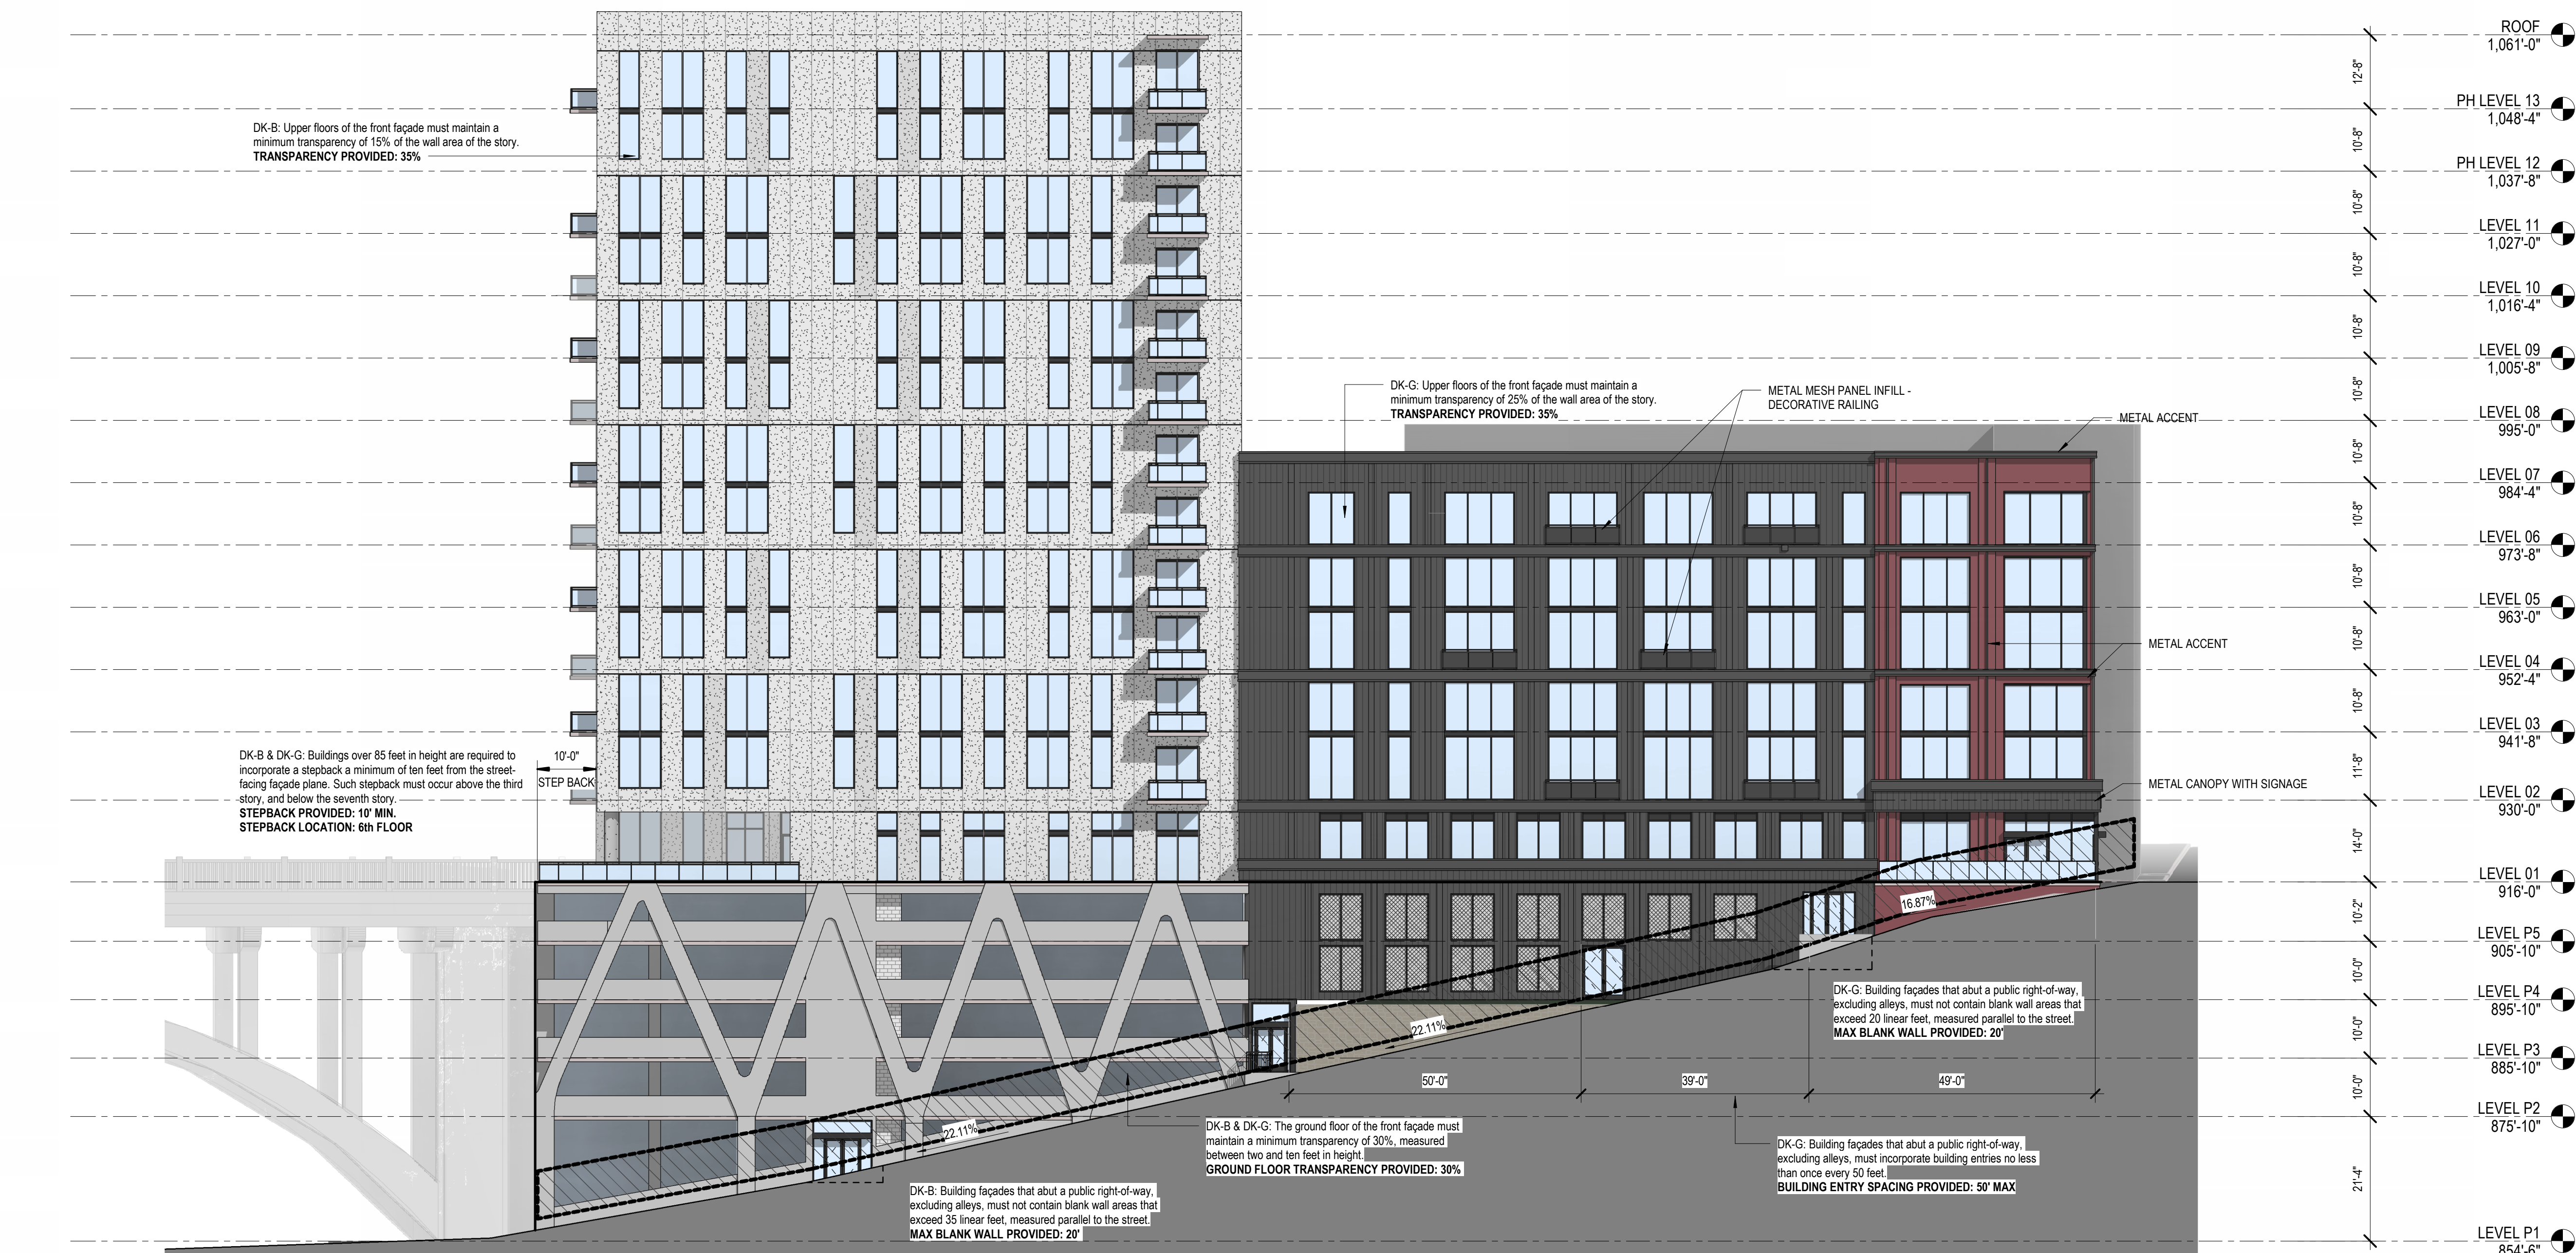 ROOF
1,061'-0"
12'-8"
PH LEVEL 13
1,048'-4"
10'-8"
PH LEVEL 12
1,037'-8"
10'-8"
LEVEL 11
1,027'-0"
10'-8"
LEVEL 10
1,016'-4"
10'-8"
LEVEL 09
1,005'-8"
10'-8"
LEVEL 08
995'-0"
10'-8"
LEVEL 07
984'-4"
10'-8"
LEVEL 06
973'-8"
10'-8"
LEVEL 05
963'-0"
10'-8"
LEVEL 04
952'-4"
10'-8"
LEVEL 03
941'-8"
11'-8"
LEVEL 02
930'-0"
14'-0"
LEVEL 01
916'-0"
10'-2"
LEVEL P5
905'-10"
10'-0"
LEVEL P4
895'-10"
10'-0"
LEVEL P3
885'-10"
10'-0"
LEVEL P2
875'-10"
21'-4"
LEVEL P1
854'-6"
DK-B: Upper floors of the front façade must maintain a
minimum transparency of 15% of the wall area of the story.
TRANSPARENCY PROVIDED: 35%
DK-G: Upper floors of the front façade must maintain a
minimum transparency of 25% of the wall area of the story.
TRANSPARENCY PROVIDED: 35%
METAL MESH PANEL INFILL -
DECORATIVE RAILING
METAL ACCENT
METAL ACCENT
METAL CANOPY WITH SIGNAGE
DK-B & DK-G: Buildings over 85 feet in height are required to
incorporate a stepback a minimum of ten feet from the street-
facing façade plane. Such stepback must occur above the third
story, and below the seventh story.
STEPBACK PROVIDED: 10' MIN.
STEPBACK LOCATION: 6th FLOOR
10'-0"
STEP BACK
16.87%
22.11%
22.11%
DK-G: Building façades that abut a public right-of-way,
excluding alleys, must not contain blank wall areas that
exceed 20 linear feet, measured parallel to the street.
MAX BLANK WALL PROVIDED: 20'
50'-0"
39'-0"
49'-0"
DK-B & DK-G: The ground floor of the front façade must
maintain a minimum transparency of 30%, measured
between two and ten feet in height.
GROUND FLOOR TRANSPARENCY PROVIDED: 30%
DK-G: Building façades that abut a public right-of-way,
excluding alleys, must incorporate building entries no less
than once every 50 feet.
BUILDING ENTRY SPACING PROVIDED: 50' MAX
DK-B: Building façades that abut a public right-of-way,
excluding alleys, must not contain blank wall areas that
exceed 35 linear feet, measured parallel to the street.
MAX BLANK WALL PROVIDED: 20'